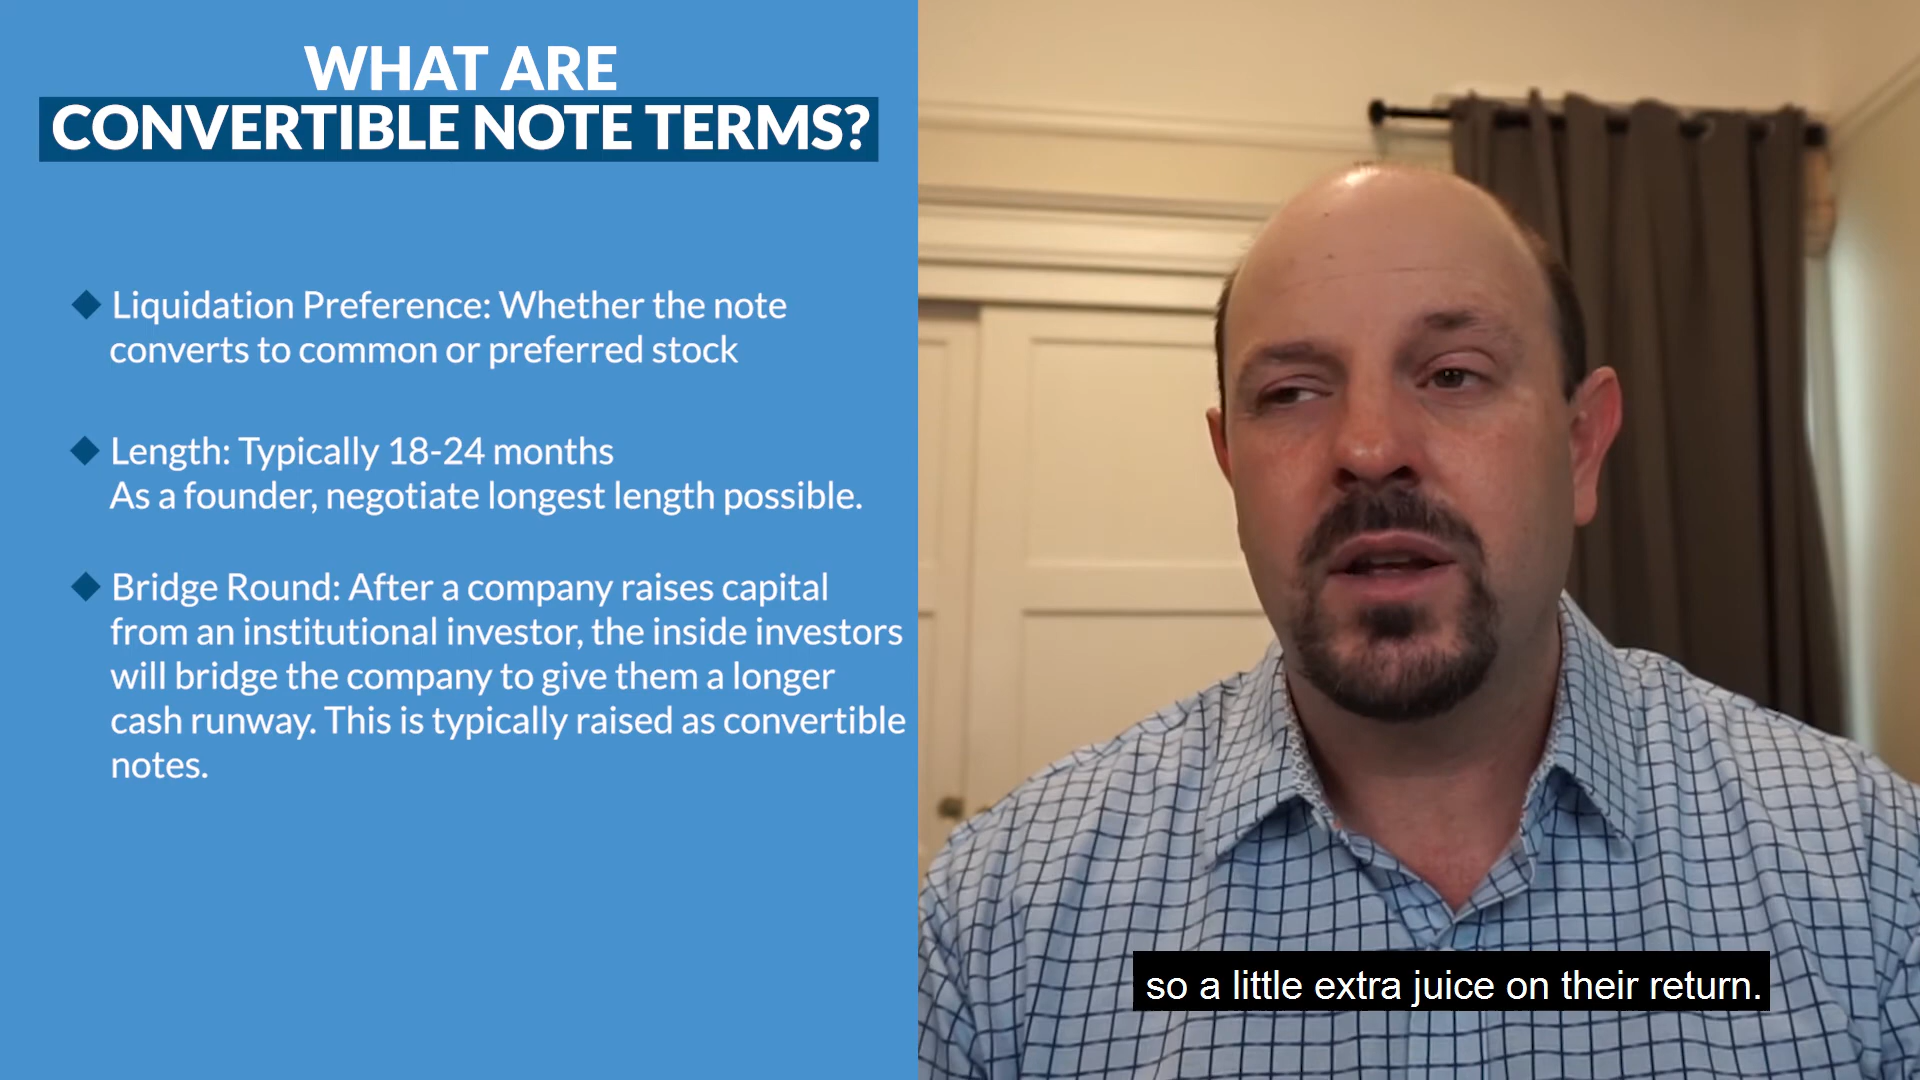 WHAT ARE
CONVERTIBLE NOTE TERMS?
Liquidation Preference: Whether the note
converts to common or preferred stock
Length: Typically 18-24 months
As a founder, negotiate longest length possible.
Bridge Round: After a company raises capital
from an institutional investor, the inside investors
will bridge the company to give them a longer
cash runway. This is typically raised as convertible
notes.
so a little extra juice on their return.